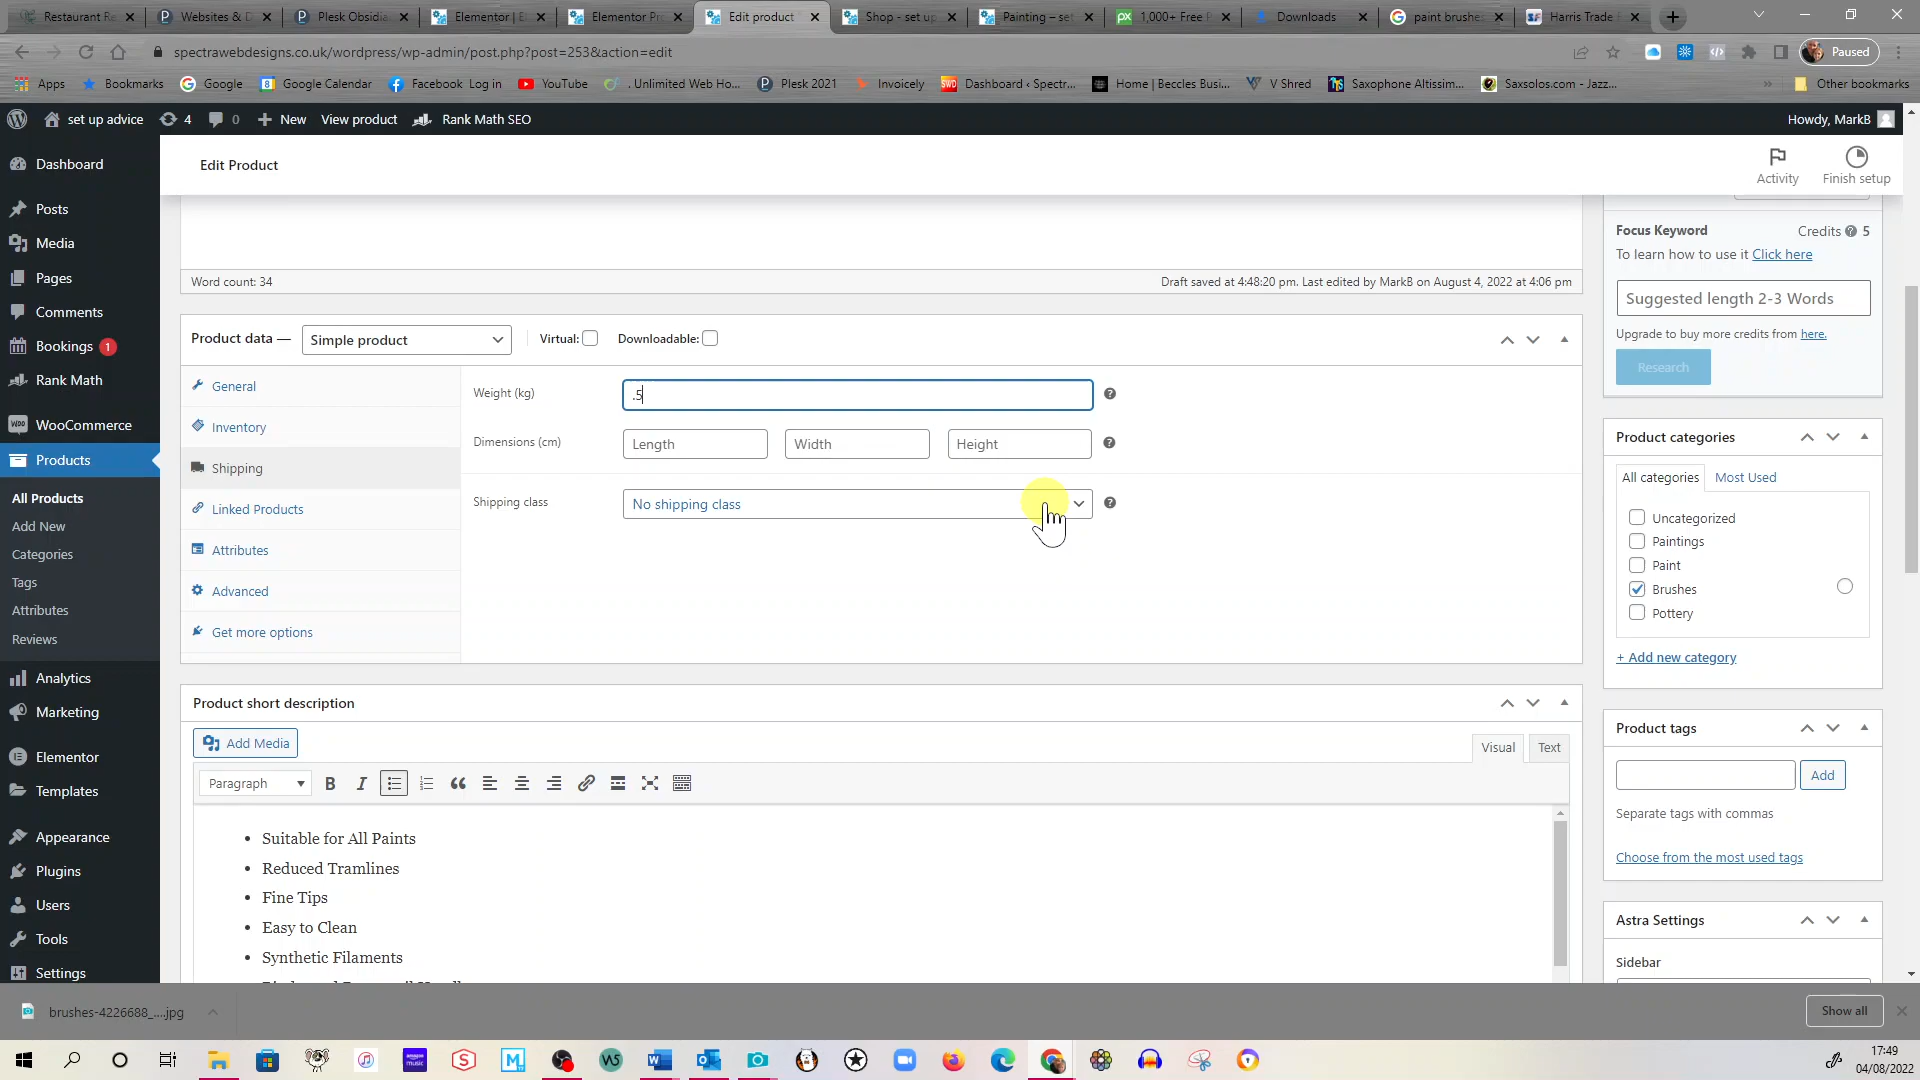 Restaurant Re
Websites & D
Plesk Obsidia
Elementor | E
Elementor Pr
Edit product
Shop - set up
Painting – set
1,000+ Free P
Downloads
paint brushe
Harris Trade E
spectrawebdesigns.co.uk/wordpress/wp-admin/post.php?post=253&action=edit
Paused
Apps
Bookmarks
Google
Google Calendar
Facebook Log in
YouTube
. Unlimited Web Ho...
Plesk 2021
Invoicely
Dashboard ‹ Spectr...
Home | Beccles Busi...
V Shred
Saxophone Altissim...
Saxsolos.com - Jazz...
»
Other bookmarks
set up advice
4
0
New
View product
Rank Math SEO
Howdy, MarkB
Dashboard
Posts
Media
Pages
Comments
Bookings 1
Rank Math
WooCommerce
Products
All Products
Add New
Categories
Tags
Attributes
Reviews
Analytics
Marketing
Elementor
Templates
Appearance
Plugins
Users
Tools
Settings
Edit Product
Activity
Finish setup
Word count: 34
Draft saved at 4:48:20 pm. Last edited by MarkB on August 4, 2022 at 4:06 pm
Product data —
Simple product
Virtual:
Downloadable:
General
Inventory
Shipping
Linked Products
Attributes
Advanced
Get more options
Weight (kg)
.5
Dimensions (cm)
Length
Width
Height
Shipping class
No shipping class
Product short description
Add Media
Visual
Text
Paragraph
B
I
• Suitable for All Paints
• Reduced Tramlines
• Fine Tips
• Easy to Clean
• Synthetic Filaments
Focus Keyword
Credits 5
To learn how to use it Click here
Suggested length 2-3 Words
Upgrade to buy more credits from here.
Research
Product categories
All categories
Most Used
Uncategorized
Paintings
Paint
Brushes
Pottery
+ Add new category
Product tags
Add
Separate tags with commas
Choose from the most used tags
Astra Settings
Sidebar
brushes-4226688_....jpg
Show all
17:49
04/08/2022